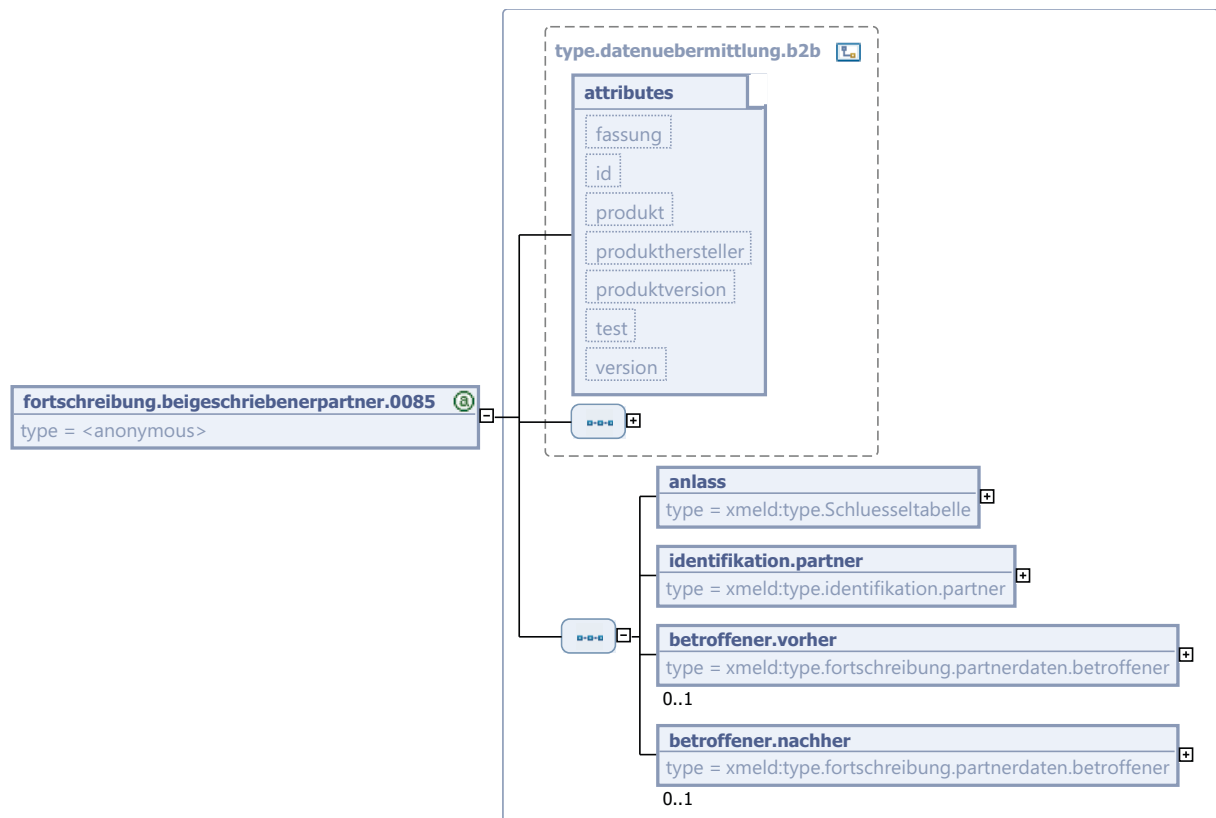 type.datenuebermittlung.b2b
attributes
fassung
id
produkt
produkthersteller
produktversion
test
version
fortschreibung.beigeschriebenerpartner.0085
type = <anonymous>
anlass
type = xmeld:type.Schluesseltabelle
identifikation.partner
type = xmeld:type.identifikation.partner
betroffener.vorher
type = xmeld:type.fortschreibung.partnerdaten.betroffener
0..1
betroffener.nachher
type = xmeld:type.fortschreibung.partnerdaten.betroffener
0..1